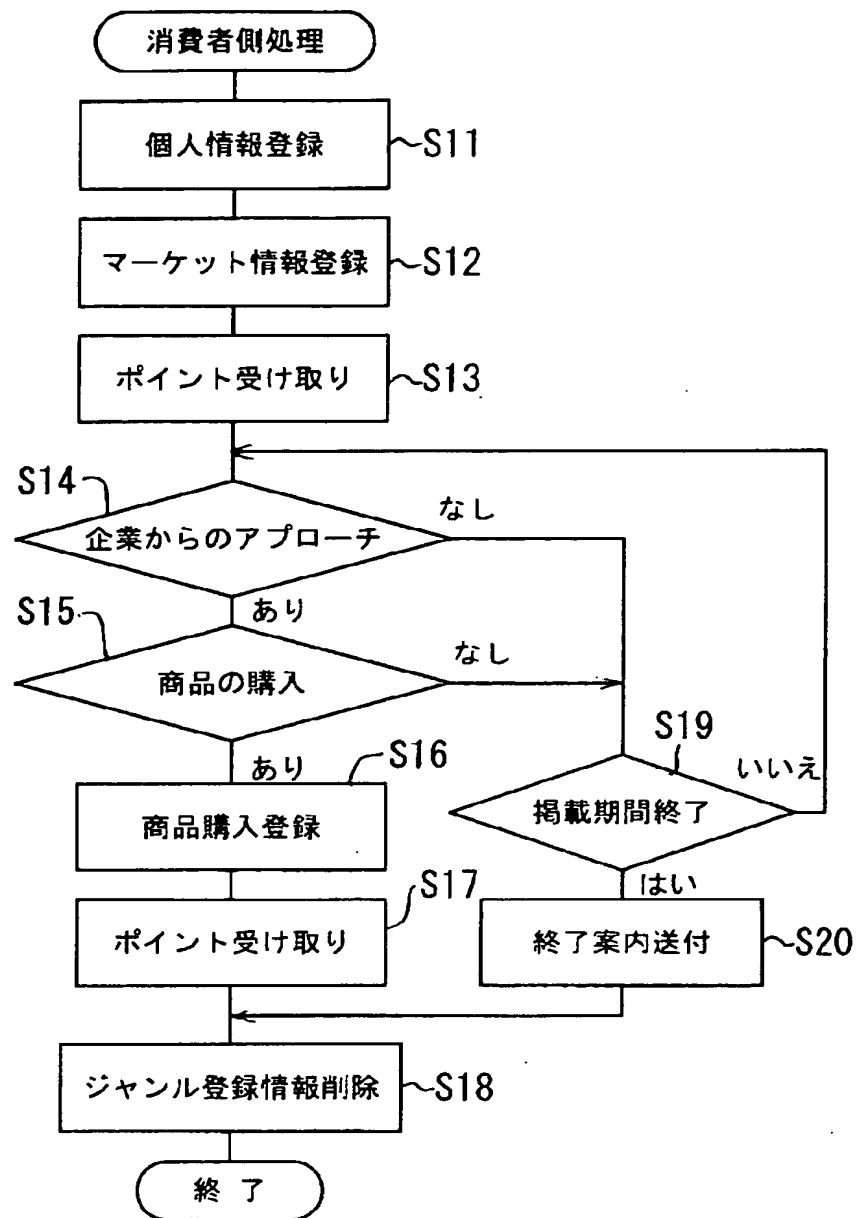 消費者側処理
個人情報登録
S11
マーケット情報登録
S12
ポイント受け取り
S13
S14
企業からのアプローチ
なし
あり
S15
商品の購入
なし
あり
S16
商品購入登録
S19
掲載期間終了
いいえ
はい
S17
ポイント受け取り
終了案内送付
S20
ジャンル登録情報削除
S18
終了